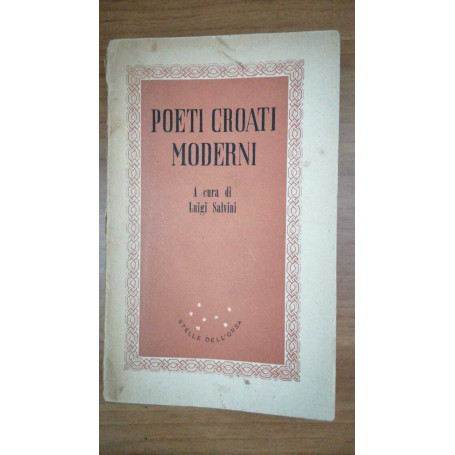 POETI CROATI
MODERNI
A cura di
Luigi Salvini
STELLE DELL'ORSA